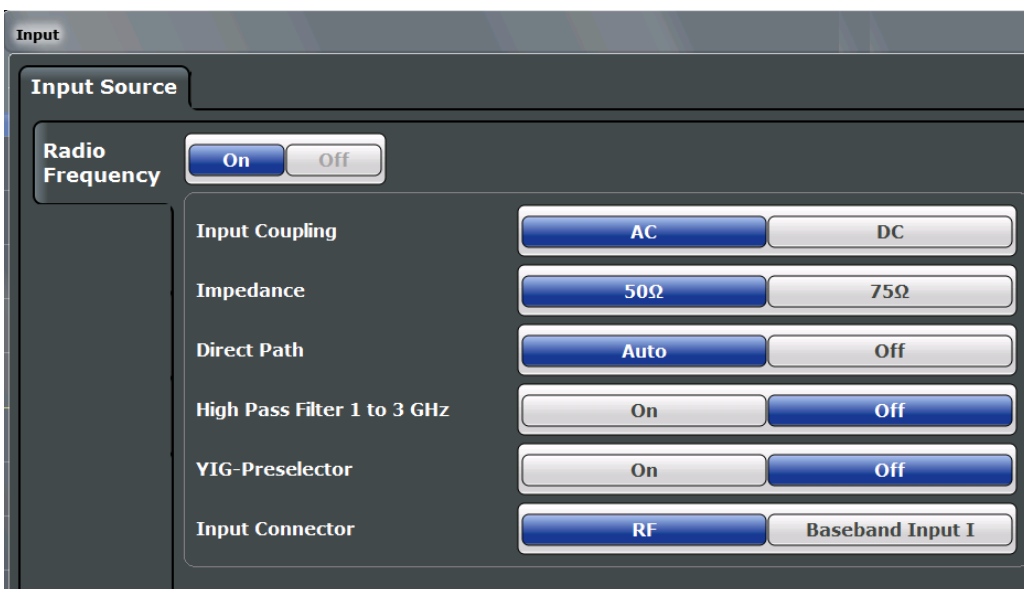 Input
Input Source
Radio
Frequency
On Off
Input Coupling AC DC
Impedance 50Ω 75Ω
Direct Path Auto Off
High Pass Filter 1 to 3 GHz On Off
YIG-Preselector On Off
Input Connector RF Baseband Input I